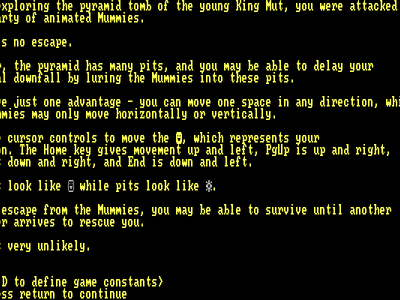 exploring the pyramid tomb of the young King Mut, you were attacked
arty of animated Mummies.
s no escape.
, the pyramid has many pits, and you may be able to delay your
l downfall by luring the Mummies into these pits.
e just one advantage - you can move one space in any direction, whi
mmies may only move horizontally or vertically.
cursor controls to move the , which represents your
on. The Home key gives movement up and left, PgUp is up and right,
down and right, and End is down and left.
look like while pits look like .
escape from the Mummies, you may be able to survive until another
r arrives to rescue you.
very unlikely.
D to define game constants>
ess return to continue